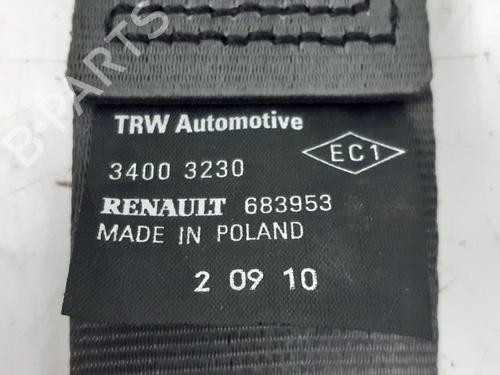 TRW Automotive
3400 3230
EC1
RENAULT 683953
MADE IN POLAND
2 09 10
B-PARTS